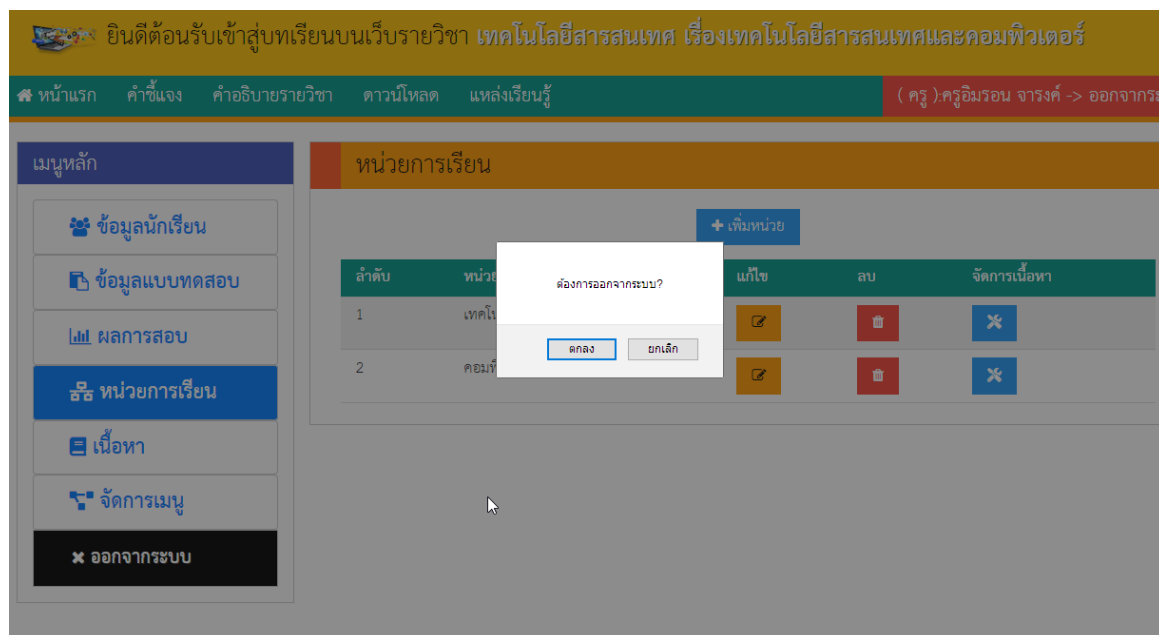 ยินดีต้อนรับเข้าสู่บทเรียนบนเว็บรายวิชา เทคโนโลยีสารสนเทศ เรื่องเทคโนโลยีสารสนเทศและคอมพิวเตอร์
หน้าแรก คำชี้แจง คำอธิบายรายวิชา ดาวน์โหลด แหล่งเรียนรู้ ( ครู ):ครูอิมรอน จารงค์ -> ออกจากระ
เมนูหลัก
ข้อมูลนักเรียน
ข้อมูลแบบทดสอบ
ผลการสอบ
หน่วยการเรียน
เนื้อหา
จัดการเมนู
ออกจากระบบ
หน่วยการเรียน
เพิ่มหน่วย
ลำดับ หน่วย แก้ไข ลบ จัดการเนื้อหา
1
2
ต้องการออกจากระบบ?
ตกลง ยกเลิก